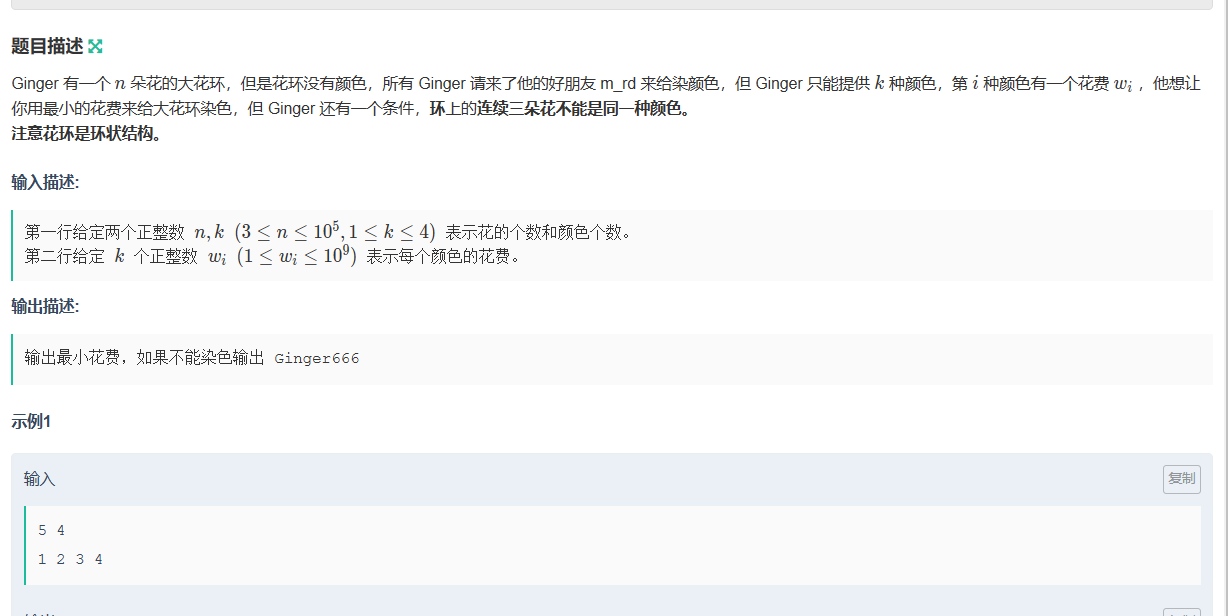 题目描述
Ginger 有一个 n 朵花的大花环，但是花环没有颜色，所有 Ginger 请来了他的好朋友 m_rd 来给染颜色，但 Ginger 只能提供 k 种颜色，第 i 种颜色有一个花费 w_i ，他想让
你用最小的花费来给大花环染色，但 Ginger 还有一个条件，环上的连续三朵花不能是同一种颜色。
注意花环是环状结构。
输入描述:
第一行给定两个正整数 n,k (3 ≤ n ≤ 10^5, 1 ≤ k ≤ 4) 表示花的个数和颜色个数。
第二行给定 k 个正整数 w_i (1 ≤ w_i ≤ 10^9) 表示每个颜色的花费。
输出描述:
输出最小花费，如果不能染色输出 Ginger666
示例1
输入
复制
5 4
1 2 3 4